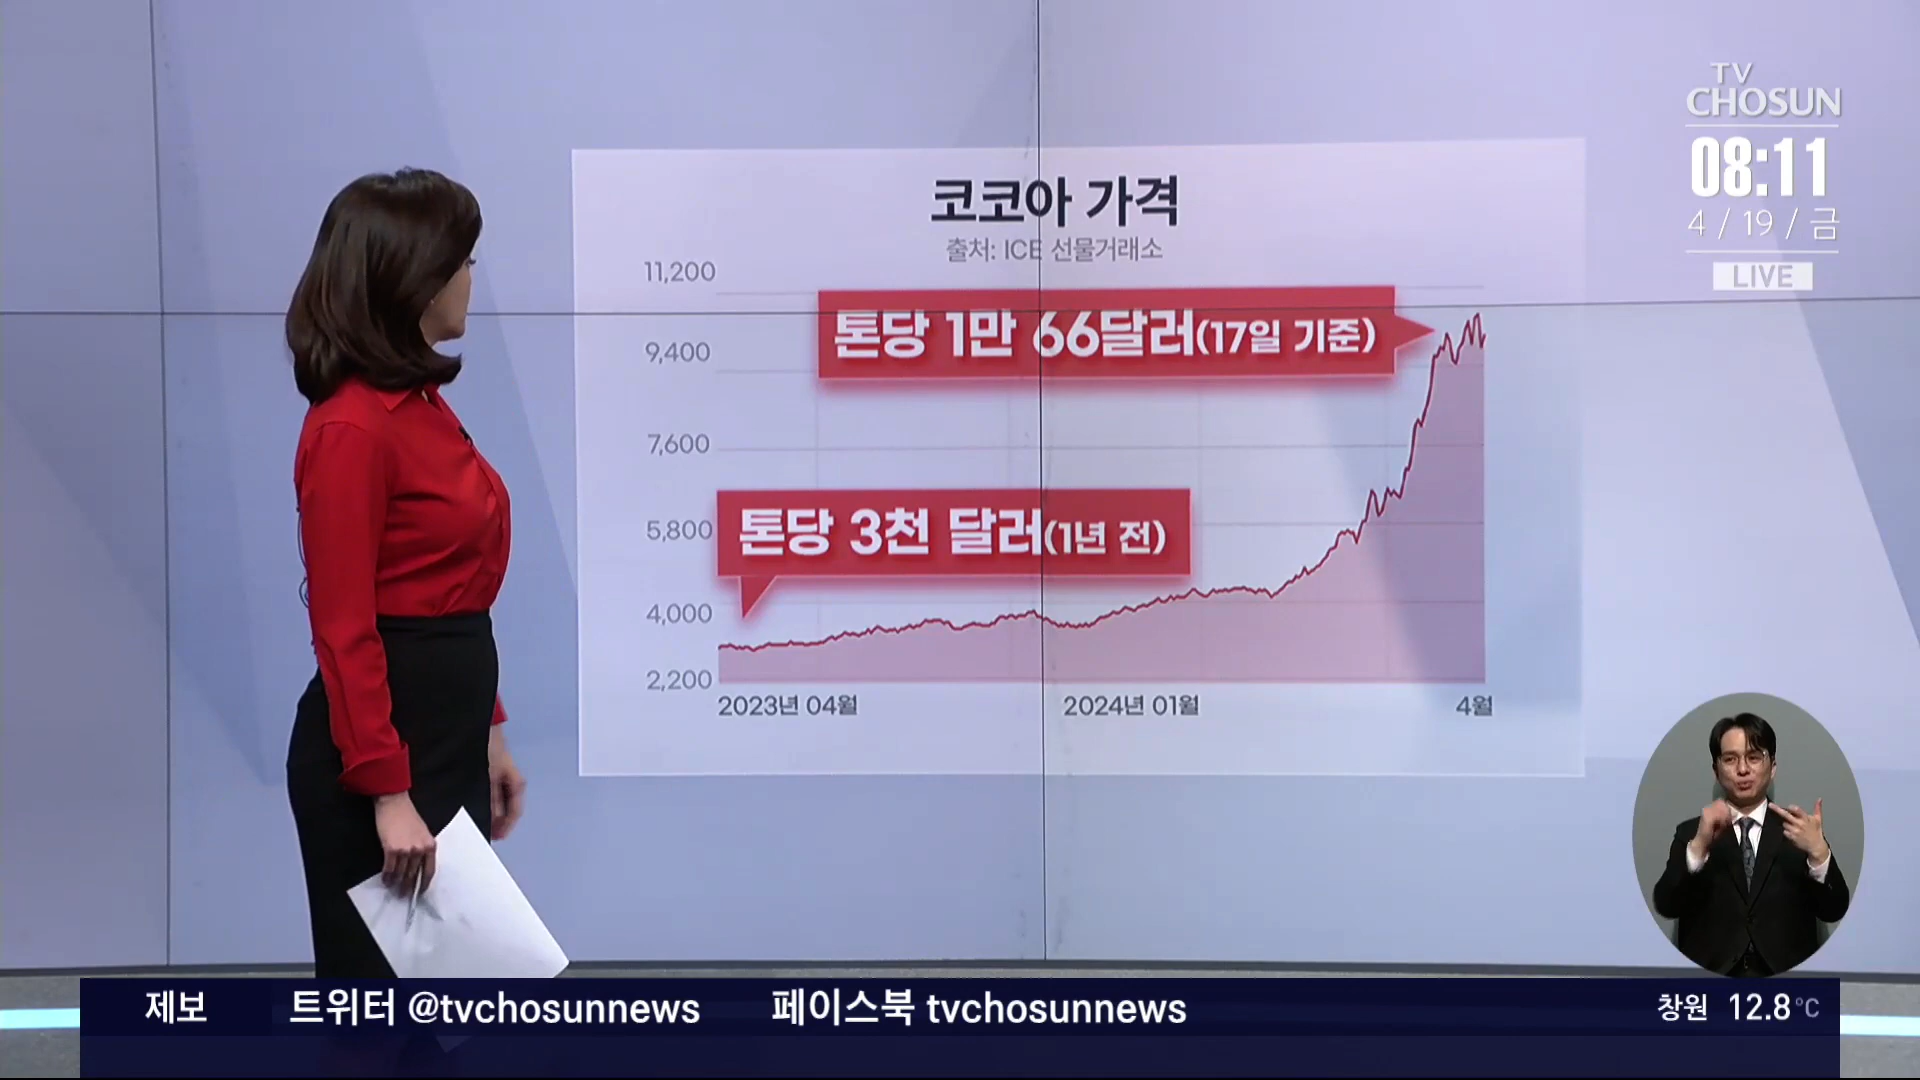 TV
CHOSUN
08:11
4 / 19 / 금
LIVE
코코아 가격
출처: ICE 선물거래소
11,200
톤당 1만 66달러(17일 기준)
9,400
7,600
톤당 3천 달러(1년 전)
5,800
4,000
2,200
2023년 04월 2024년 01월 4월
제보 트위터 @tvchosunnews 페이스북 tvchosunnews 창원 12.8°C